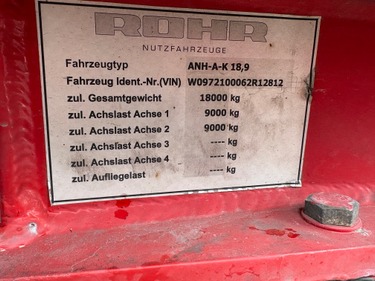 ROHR
NUTZFAHRZEUGE
Fahrzeugtyp ANH-A-K 18,9
Fahrzeug Ident.-Nr.(VIN) W0972100062R12812
zul. Gesamtgewicht 18000 kg
zul. Achslast Achse 1 9000 kg
zul. Achslast Achse 2 9000 kg
zul. Achslast Achse 3 ---- kg
zul. Achslast Achse 4 ---- kg
zul. Aufliegelast ---- kg